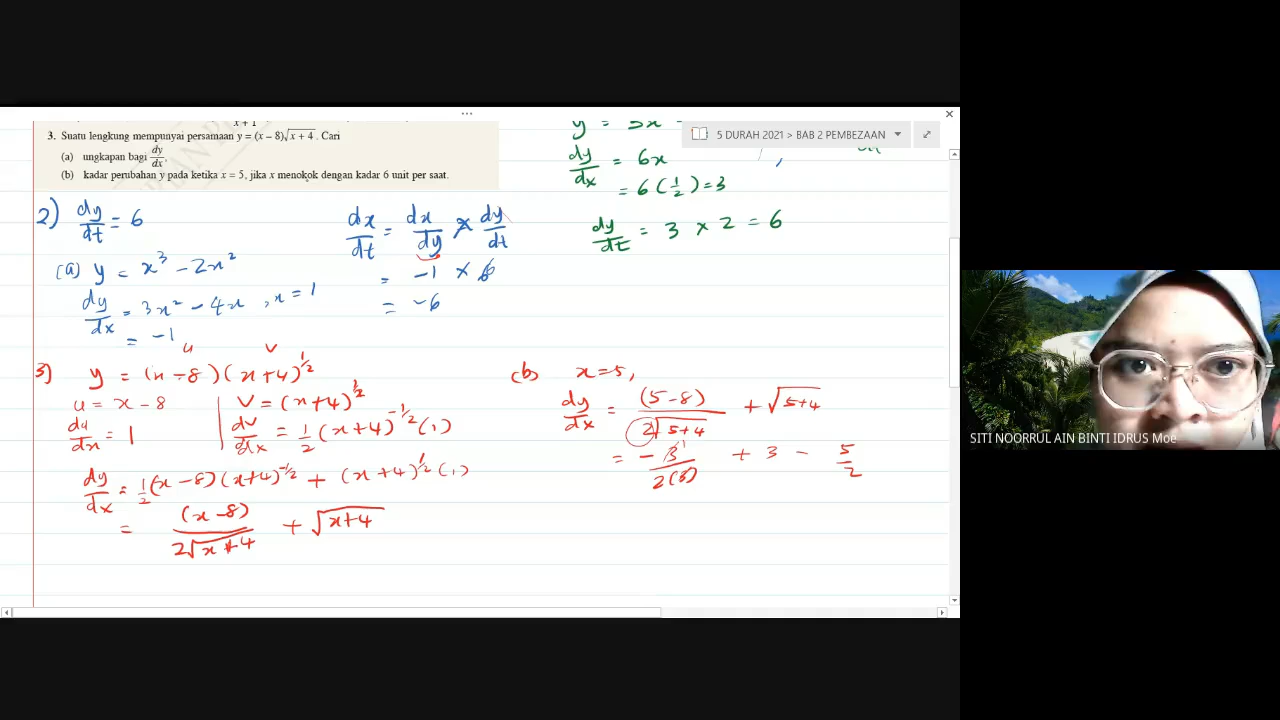 3. Suatu lengkung mempunyai persamaan y = (x – 8)√x + 4 . Cari
(a) ungkapan bagi dy/dx,
(b) kadar perubahan y pada ketika x = 5, jika x menokok dengan kadar 6 unit per saat.
5 DURAH 2021 > BAB 2 PEMBEZAAN
dy/dx = 6x
= 6(1/2) = 3
dy/dt = 3 × 2 = 6
2) dy/dt = 6
(a) y = x³ - 2x²
dy/dx = 3x² - 4x , x = 1
= -1
dx/dt = dx/dy × dy/dt
= -1 × 6
= -6
u v
3) y = (x - 8)(x + 4)^1/2
u = x - 8
du/dx = 1
v = (x + 4)^1/2
dv/dx = 1/2 (x + 4)^-1/2 (1)
dy/dx = 1/2 (x - 8)(x + 4)^-1/2 + (x + 4)^1/2 (1)
= (x - 8)/2√x + 4 + √x + 4
(b) x = 5,
dy/dx = (5 - 8)/2√5 + 4 + √5 + 4
= -3/2(3) + 3 - 5/2
SITI NOORRUL AIN BINTI IDRUS Moe